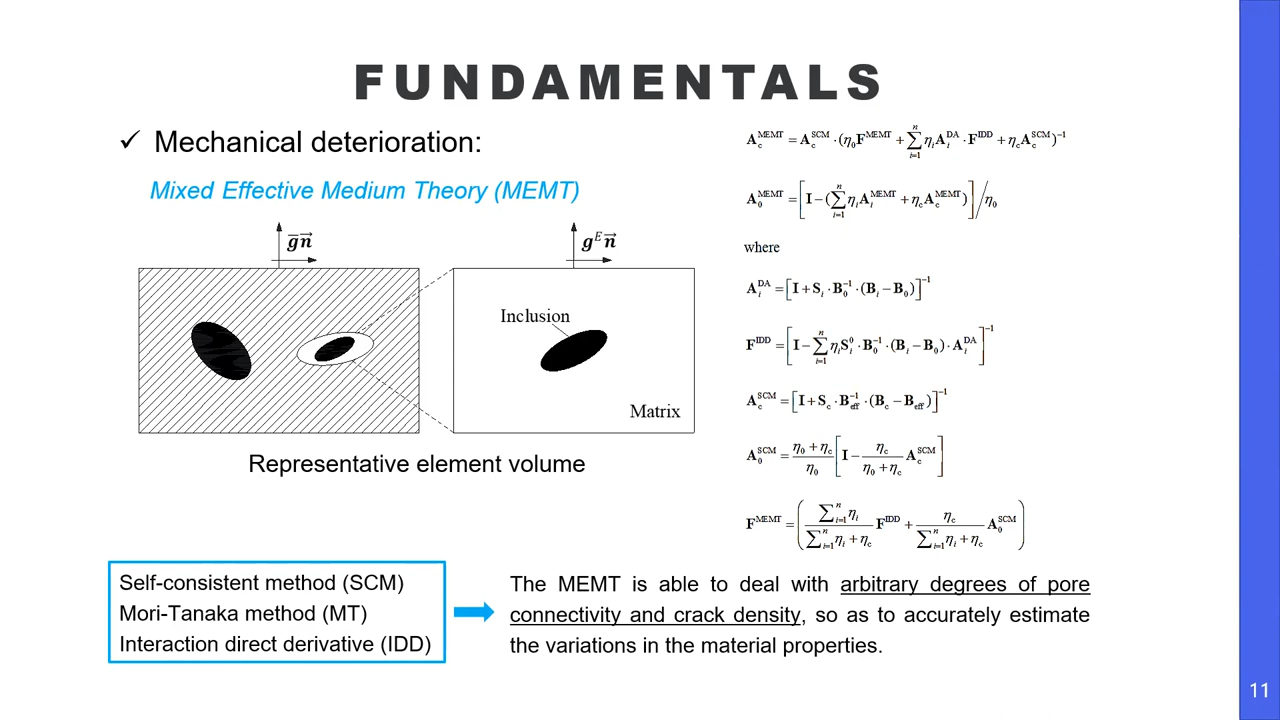 FUNDAMENTALS
✓ Mechanical deterioration:
Mixed Effective Medium Theory (MEMT)
ḡn⃗
gᴱn⃗
Inclusion
Matrix
Representative element volume
A_c^MEMT = A_c^SCM · (η_0 F^MEMT + ∑_{i=1}^{n} η_i A_i^DA · F^IDD + η_c A_c^SCM)^{-1}
A_0^MEMT = [I − (∑_{i=1}^{n} η_i A_i^MEMT + η_c A_c^MEMT)] / η_0
where
A_i^DA = [I + S_i · B_0^{-1} · (B_i − B_0)]^{-1}
F^IDD = [I − ∑_{i=1}^{n} η_i S_i^0 · B_0^{-1} · (B_i − B_0) · A_i^DA]^{-1}
A_c^SCM = [I + S_c · B_eff^{-1} · (B_c − B_eff)]^{-1}
A_0^SCM = (η_0 + η_c)/η_0 [I − η_c/(η_0 + η_c) A_c^SCM]
F^MEMT = (∑_{i=1}^{n} η_i/(∑_{i=1}^{n} η_i + η_c) F^IDD + η_c/(∑_{i=1}^{n} η_i + η_c) A_0^SCM)
Self-consistent method (SCM)
Mori-Tanaka method (MT)
Interaction direct derivative (IDD)
The MEMT is able to deal with arbitrary degrees of pore
connectivity and crack density, so as to accurately estimate
the variations in the material properties.
11